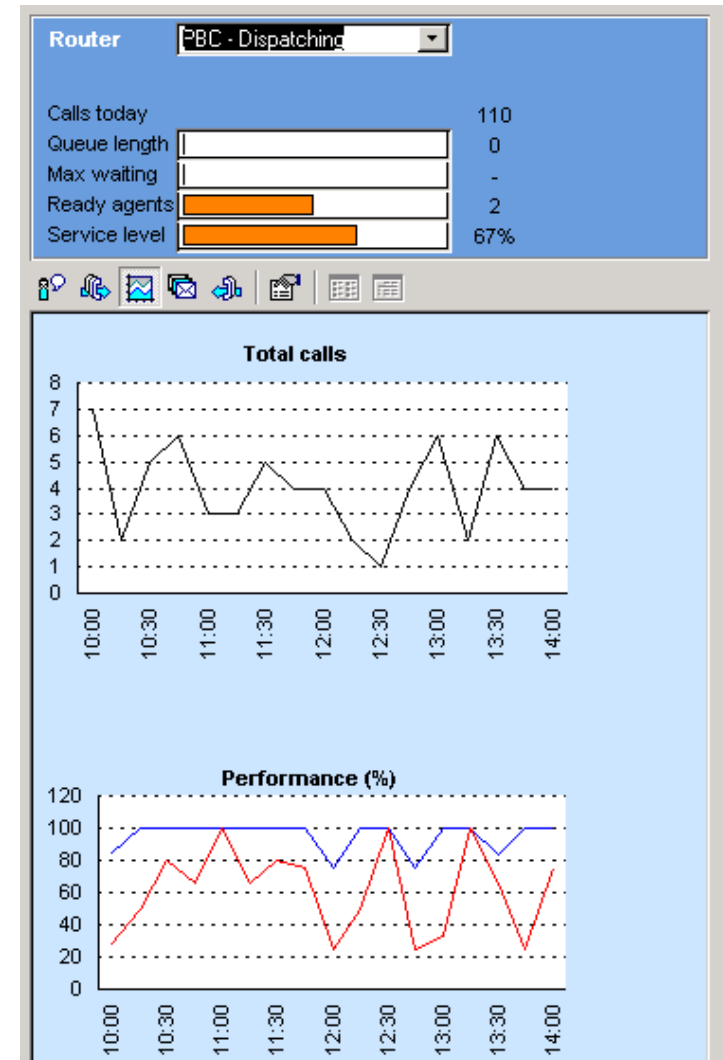 Router PBC - Dispatching
Calls today 110
Queue length 0
Max waiting -
Ready agents 2
Service level 67%
Total calls
8
7
6
5
4
3
2
1
0
10:00 10:30 11:00 11:30 12:00 12:30 13:00 13:30 14:00
Performance (%)
120
100
80
60
40
20
0
10:00 10:30 11:00 11:30 12:00 12:30 13:00 13:30 14:00